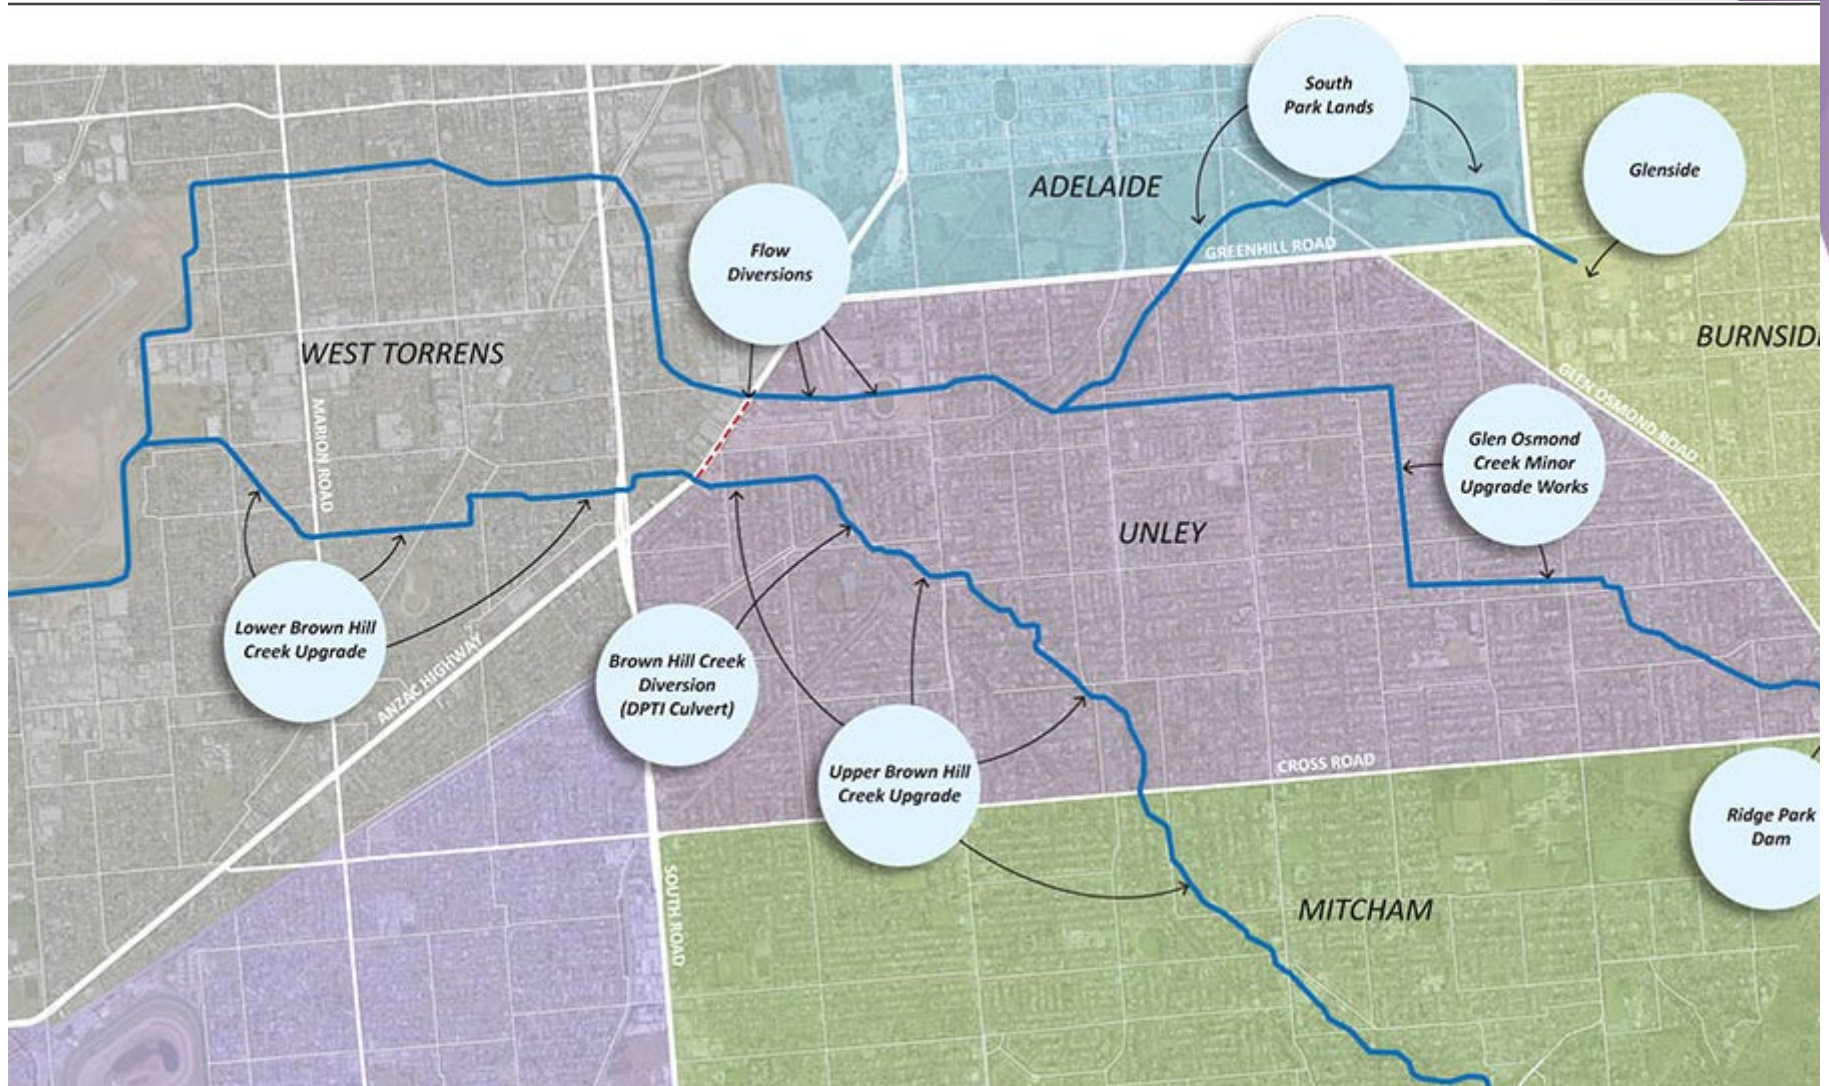 South
Park Lands
Glenside
ADELAIDE
Flow
Diversions
GREENHILL ROAD
BURNSIDE
WEST TORRENS
GLEN OSMOND ROAD
MARION ROAD
Glen Osmond
Creek Minor
Upgrade Works
UNLEY
Lower Brown Hill
Creek Upgrade
ANZAC HIGHWAY
Brown Hill Creek
Diversion
(DPTI Culvert)
Upper Brown Hill
Creek Upgrade
CROSS ROAD
Ridge Park
Dam
SOUTH ROAD
MITCHAM